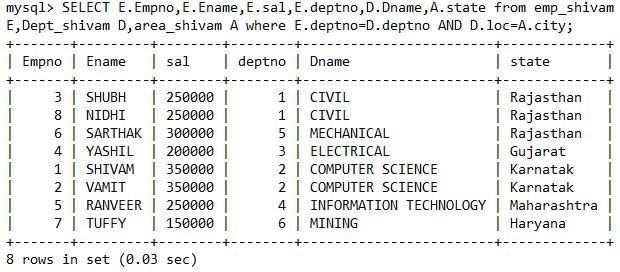 mysql> SELECT E.Empno,E.Ename,E.sal,E.deptno,D.Dname,A.state from emp_shivam
E,Dept_shivam D,area_shivam A where E.deptno=D.deptno AND D.loc=A.city;
+-------+---------+--------+--------+------------------------+-------------+
| Empno | Ename   | sal    | deptno | Dname                  | state       |
+-------+---------+--------+--------+------------------------+-------------+
|     3 | SHUBH   | 250000 |      1 | CIVIL                  | Rajasthan   |
|     8 | NIDHI   | 250000 |      1 | CIVIL                  | Rajasthan   |
|     6 | SARTHAK | 300000 |      5 | MECHANICAL             | Rajasthan   |
|     4 | YASHIL  | 200000 |      3 | ELECTRICAL             | Gujarat     |
|     1 | SHIVAM  | 350000 |      2 | COMPUTER SCIENCE       | Karnatak    |
|     2 | VAMIT   | 350000 |      2 | COMPUTER SCIENCE       | Karnatak    |
|     5 | RANVEER | 250000 |      4 | INFORMATION TECHNOLOGY | Maharashtra |
|     7 | TUFFY   | 150000 |      6 | MINING                 | Haryana     |
+-------+---------+--------+--------+------------------------+-------------+
8 rows in set (0.03 sec)